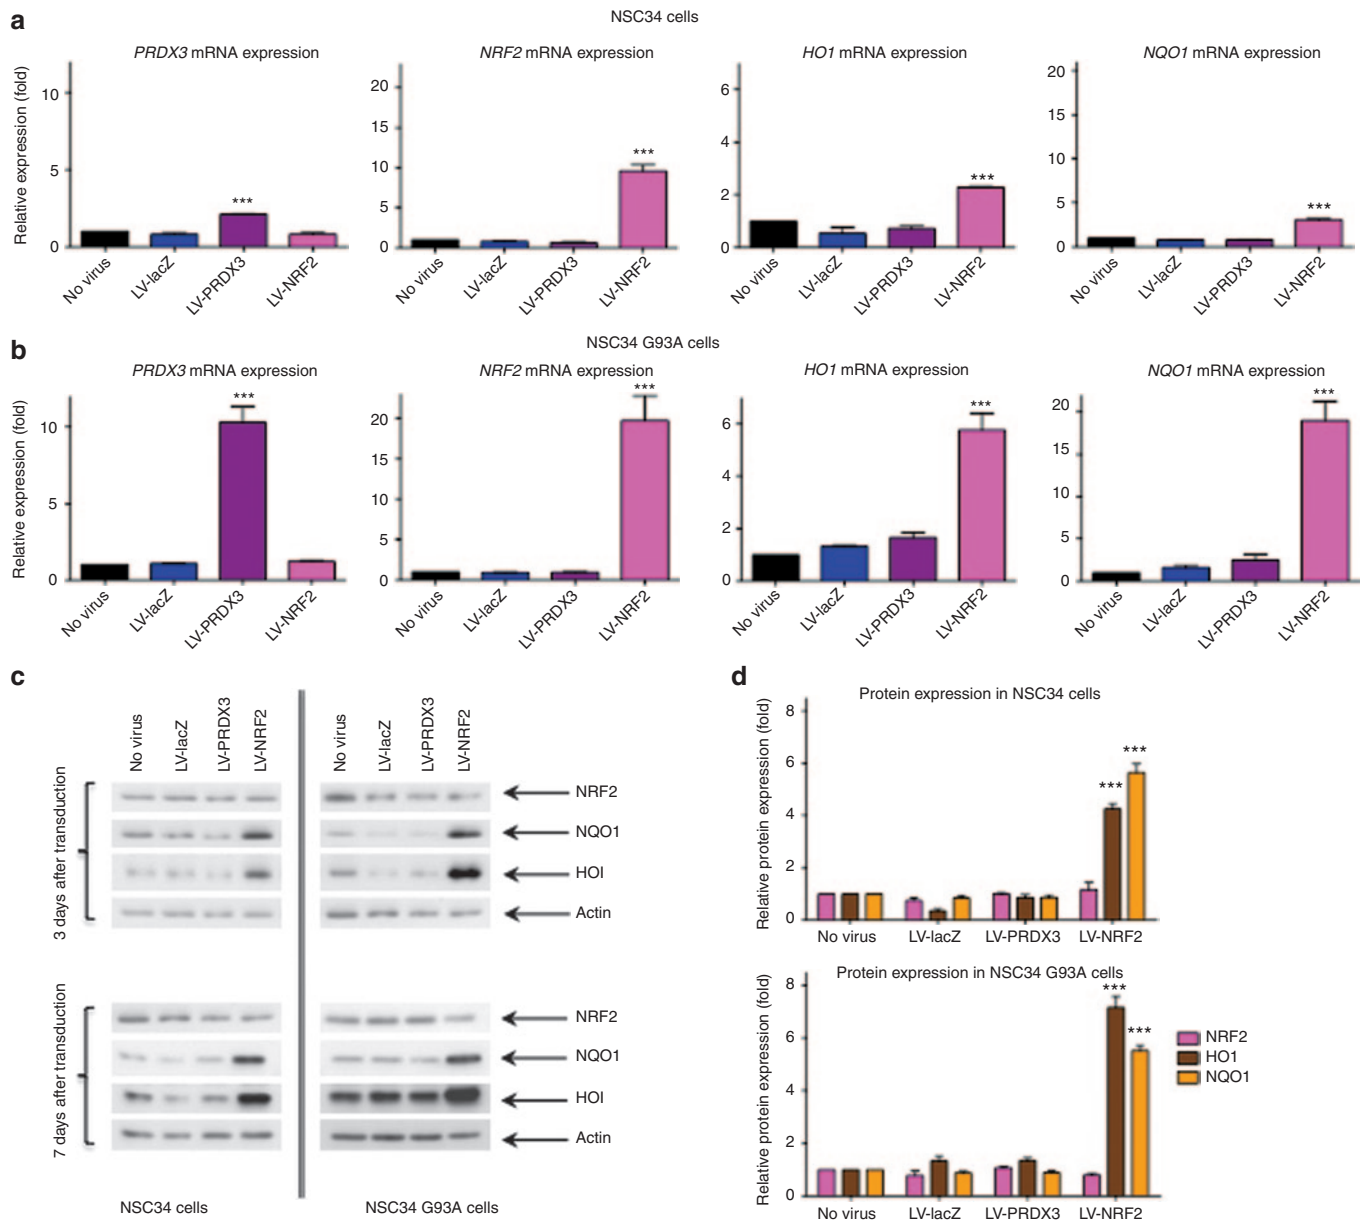 a
NSC34 cells
PRDX3 mRNA expression
NRF2 mRNA expression
HO1 mRNA expression
NQO1 mRNA expression
Relative expression (fold)
10
5
0
***
No virus
LV-lacZ
LV-PRDX3
LV-NRF2
20
15
10
5
0
***
No virus
LV-lacZ
LV-PRDX3
LV-NRF2
6
4
2
0
***
No virus
LV-lacZ
LV-PRDX3
LV-NRF2
20
15
10
5
0
***
No virus
LV-lacZ
LV-PRDX3
LV-NRF2
b
NSC34 G93A cells
PRDX3 mRNA expression
NRF2 mRNA expression
HO1 mRNA expression
NQO1 mRNA expression
Relative expression (fold)
10
5
0
***
No virus
LV-lacZ
LV-PRDX3
LV-NRF2
20
15
10
5
0
***
No virus
LV-lacZ
LV-PRDX3
LV-NRF2
6
4
2
0
***
No virus
LV-lacZ
LV-PRDX3
LV-NRF2
20
15
10
5
0
***
No virus
LV-lacZ
LV-PRDX3
LV-NRF2
c
No virus
LV-lacZ
LV-PRDX3
LV-NRF2
No virus
LV-lacZ
LV-PRDX3
LV-NRF2
3 days after transduction
NRF2
NQO1
HOI
Actin
7 days after transduction
NRF2
NQO1
HOI
Actin
NSC34 cells
NSC34 G93A cells
d
Protein expression in NSC34 cells
Relative protein expression (fold)
8
6
4
2
0
***
***
No virus
LV-lacZ
LV-PRDX3
LV-NRF2
Protein expression in NSC34 G93A cells
Relative protein expression (fold)
8
6
4
2
0
***
***
No virus
LV-lacZ
LV-PRDX3
LV-NRF2
NRF2
HO1
NQO1